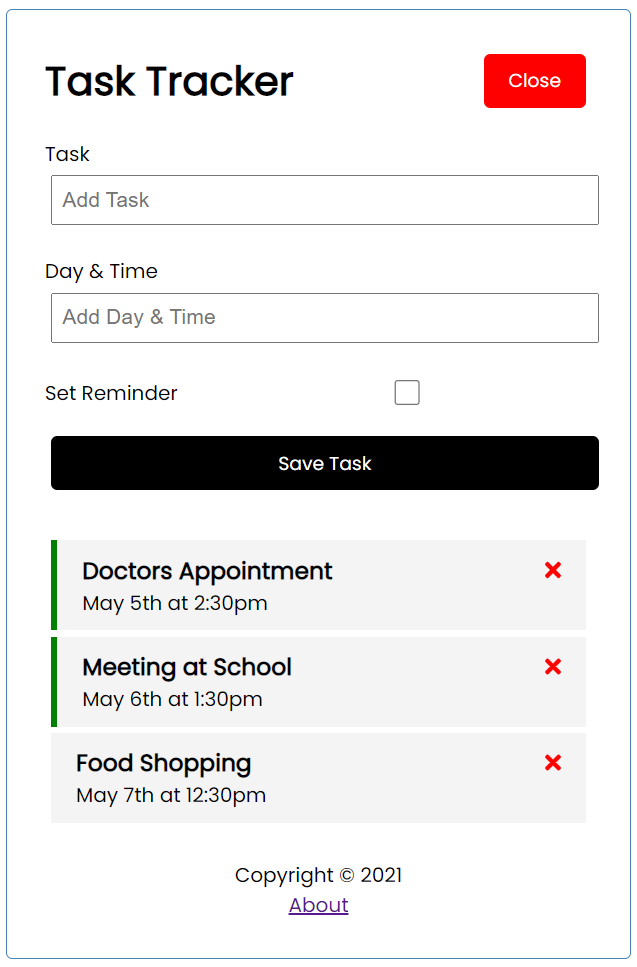 Task Tracker
Close
Task
Add Task
Day & Time
Add Day & Time
Set Reminder
Save Task
Doctors Appointment
May 5th at 2:30pm
Meeting at School
May 6th at 1:30pm
Food Shopping
May 7th at 12:30pm
Copyright © 2021
About